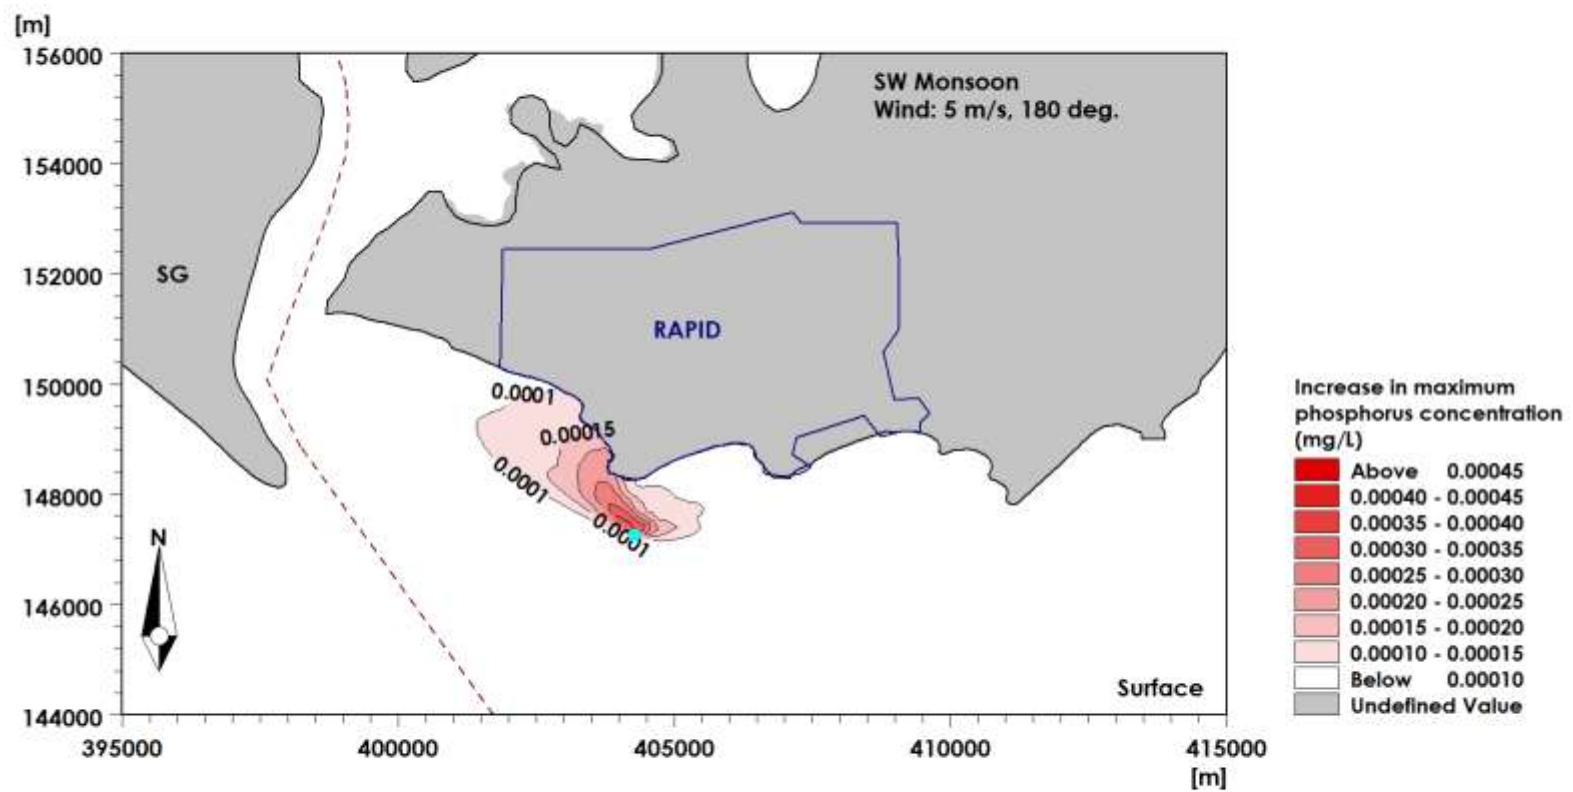 [m]
156000
154000
152000
150000
148000
146000
144000
395000
400000
405000
410000
415000
[m]
SW Monsoon
Wind: 5 m/s, 180 deg.
SG
RAPID
0.0001
0.00015
0.0001
0.0001
N
Surface
Increase in maximum
phosphorus concentration
(mg/L)
Above 0.00045
0.00040 - 0.00045
0.00035 - 0.00040
0.00030 - 0.00035
0.00025 - 0.00030
0.00020 - 0.00025
0.00015 - 0.00020
0.00010 - 0.00015
Below 0.00010
Undefined Value